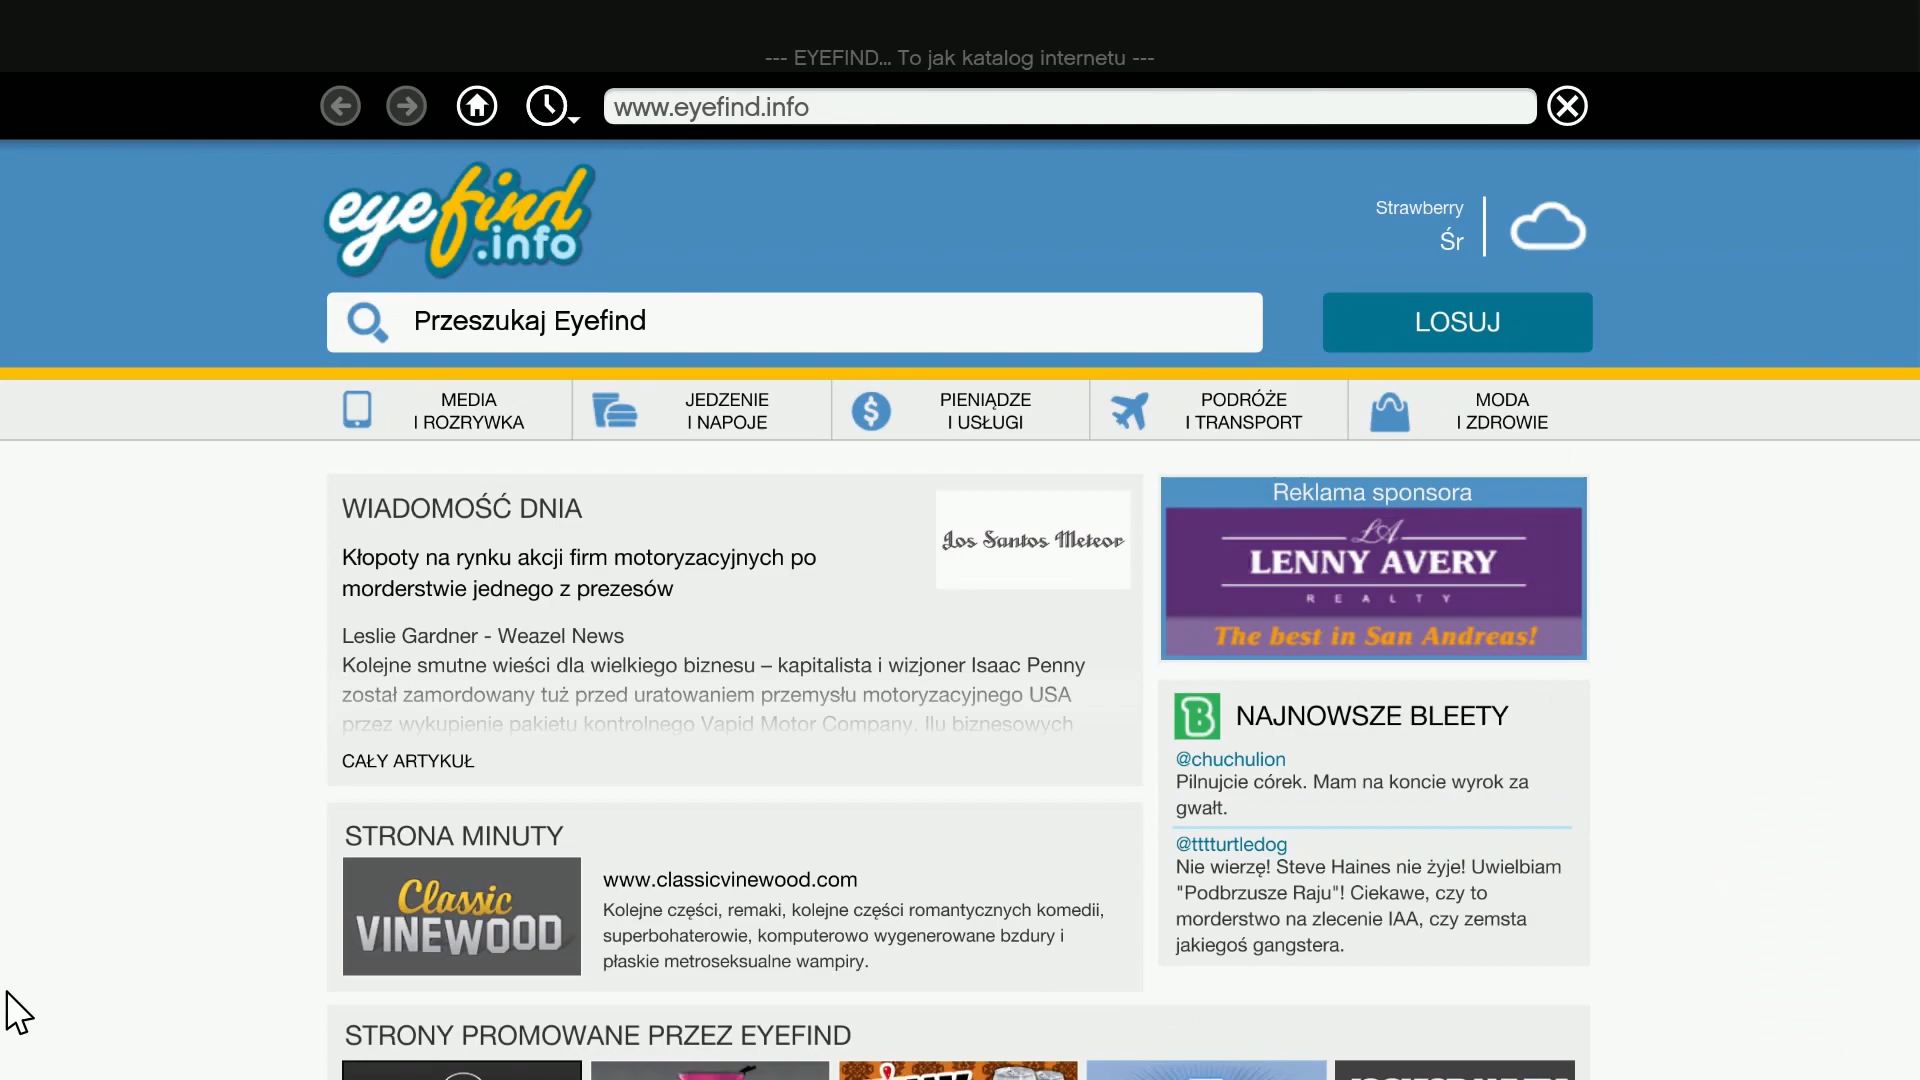 --- EYEFIND... To jak katalog internetu ---
www.eyefind.info
eyefind
.info
Strawberry
Śr
Przeszukaj Eyefind
LOSUJ
MEDIA
I ROZRYWKA
JEDZENIE
I NAPOJE
PIENIĄDZE
I USŁUGI
PODRÓŻE
I TRANSPORT
MODA
I ZDROWIE
WIADOMOŚĆ DNIA
Los Santos Meteor
Kłopoty na rynku akcji firm motoryzacyjnych po
morderstwie jednego z prezesów
Leslie Gardner - Weazel News
Kolejne smutne wieści dla wielkiego biznesu – kapitalista i wizjoner Isaac Penny
został zamordowany tuż przed uratowaniem przemysłu motoryzacyjnego USA
przez wykupienie pakietu kontrolnego Vapid Motor Company. Ilu biznesowych
CAŁY ARTYKUŁ
Reklama sponsora
LA
LENNY AVERY
REALTY
The best in San Andreas!
NAJNOWSZE BLEETY
@chuchulion
Pilnujcie córek. Mam na koncie wyrok za
gwałt.
@tttturtledog
Nie wierzę! Steve Haines nie żyje! Uwielbiam
"Podbrzusze Raju"! Ciekawe, czy to
morderstwo na zlecenie IAA, czy zemsta
jakiegoś gangstera.
STRONA MINUTY
Classic
VINEWOOD
www.classicvinewood.com
Kolejne części, remaki, kolejne części romantycznych komedii,
superbohaterowie, komputerowo wygenerowane bzdury i
płaskie metroseksualne wampiry.
STRONY PROMOWANE PRZEZ EYEFIND